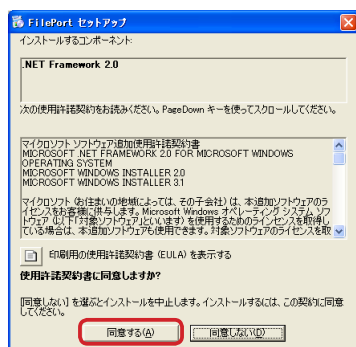 FilePort セットアップ
インストールするコンポーネント:
.NET Framework 2.0
次の使用許諾契約をお読みください。PageDown キーを使ってスクロールしてください。
マイクロソフト ソフトウェア追加使用許諾契約書
MICROSOFT .NET FRAMEWORK 2.0 FOR MICROSOFT WINDOWS
OPERATING SYSTEM
MICROSOFT WINDOWS INSTALLER 2.0
MICROSOFT WINDOWS INSTALLER 3.1
マイクロソフト (お住まいの地域によっては、その子会社) は、本追加ソフトウェアのラ
イセンスをお客様に供与します。Microsoft Windows オペレーティング システム ソフ
トウェア (以下「対象ソフトウェア」といいます) を使用するためのライセンスを取得し
ている場合は、本追加ソフトウェアも使用できます。対象ソフトウェアのライセンスを取
印刷用の使用許諾契約書 (EULA) を表示する
使用許諾契約書に同意しますか?
[同意しない] を選ぶとインストールを中止します。インストールするには、この契約に同意
してください。
同意する(A)
同意しない(D)